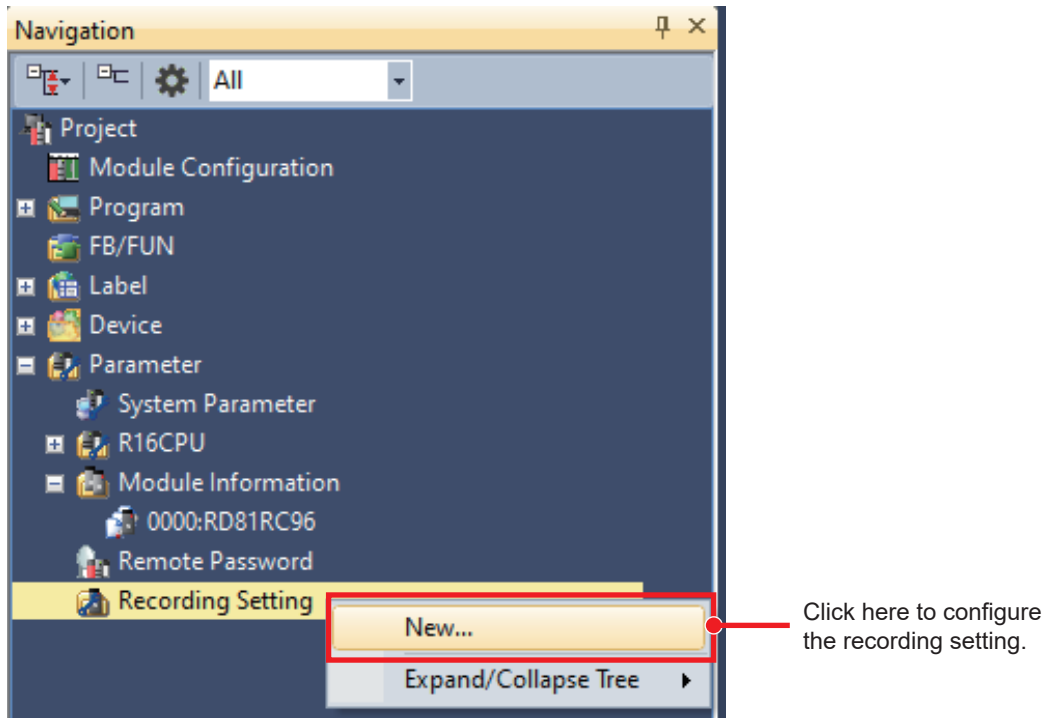 Navigation
All
Project
Module Configuration
Program
FB/FUN
Label
Device
Parameter
System Parameter
R16CPU
Module Information
0000:RD81RC96
Remote Password
Recording Setting
New...
Expand/Collapse Tree
Click here to configure
the recording setting.